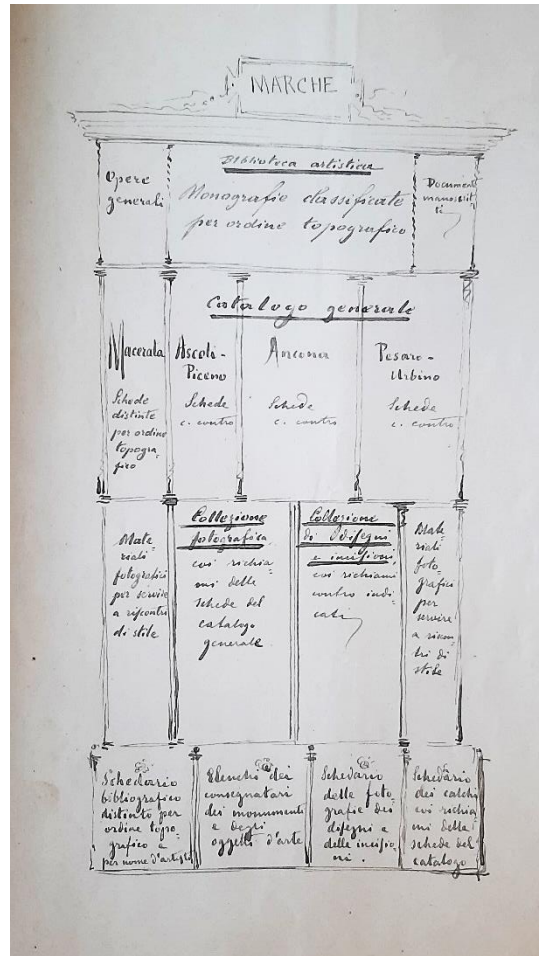 MARCHE
Opere
generali
Biblioteca artistica
Monografie classificate
per ordine topografico
Documenti
manoscrit-
ti
Catalogo generale
Macerata
Schede
distinte
per ordine
topogra-
fico
Ascoli-
Piceno
Schede
c. contro
Ancona
Schede
c. contro
Pesaro-
Urbino
Schede
c. contro
Mate-
riali
fotografici
per servire
a riscontri
di stile
Collezione
fotografica,
coi richia-
mi delle
schede del
catalogo
generale
Collezione
di Disegni
e incisioni,
coi richiami
contro indi-
cati
Mate-
riali
foto-
grafici
per
servire
a riscon-
tri di
stile
Schedario
bibliografico
distinto per
ordine topo-
grafico e
per nome d'artista
Elenchi dei
consegnatari
dei monumenti
e degli
oggetti d'arte
Schedario
delle foto-
grafie dei
disegni e
delle incisio-
ni.
Schedario
dei calchi
coi richia-
mi della
schede del
catalogo